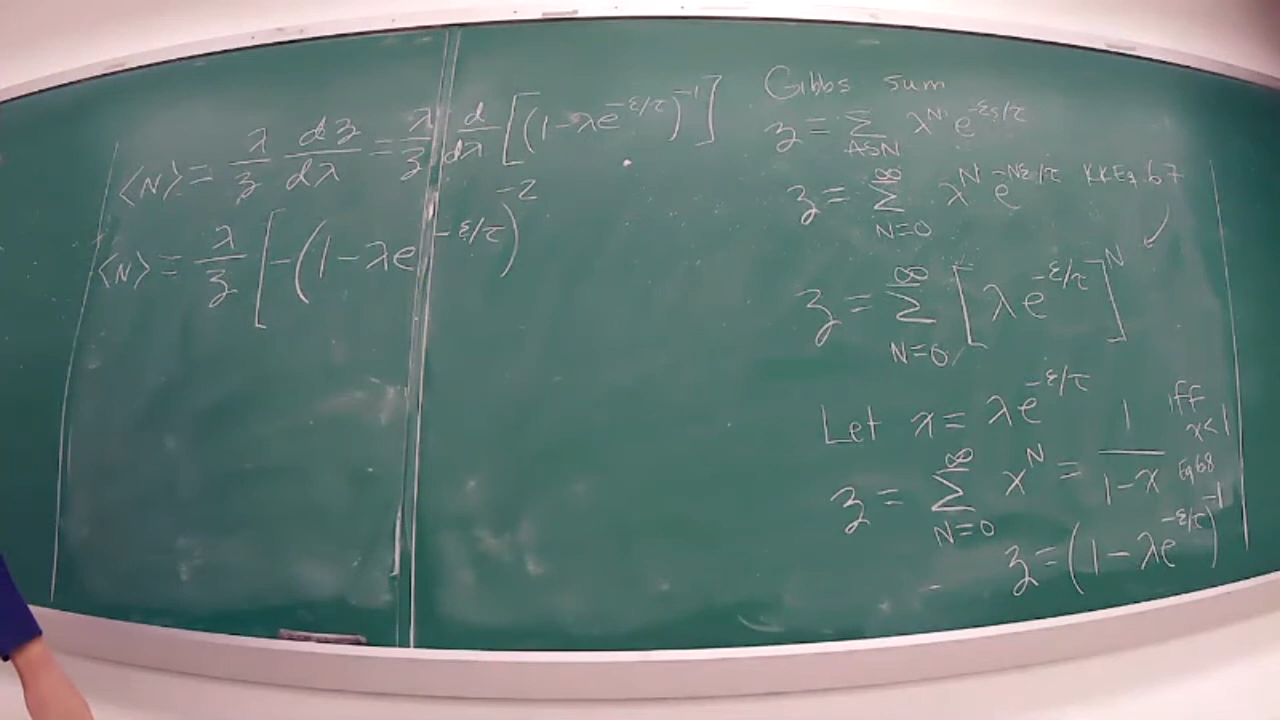 ⟨N⟩ = λ/𝓏 d𝓏/dλ = λ/𝓏 d/dλ [(1-λe^{-ε/τ})^{-1}]
⟨N⟩ = λ/𝓏 [-(1-λe^{-ε/τ})^{-2}
Gibbs sum
𝓏 = Σ_{ASN} λ^N e^{-εs/τ}
𝓏 = Σ_{N=0}^{∞} λ^N e^{-Nε/τ} KK Eq. 67
𝓏 = Σ_{N=0}^{∞} [λe^{-ε/τ}]^N
Let x = λe^{-ε/τ}
𝓏 = Σ_{N=0}^{∞} x^N = 1/(1-x) iff x<1 Eq 68
𝓏 = (1-λe^{-ε/τ})^{-1}